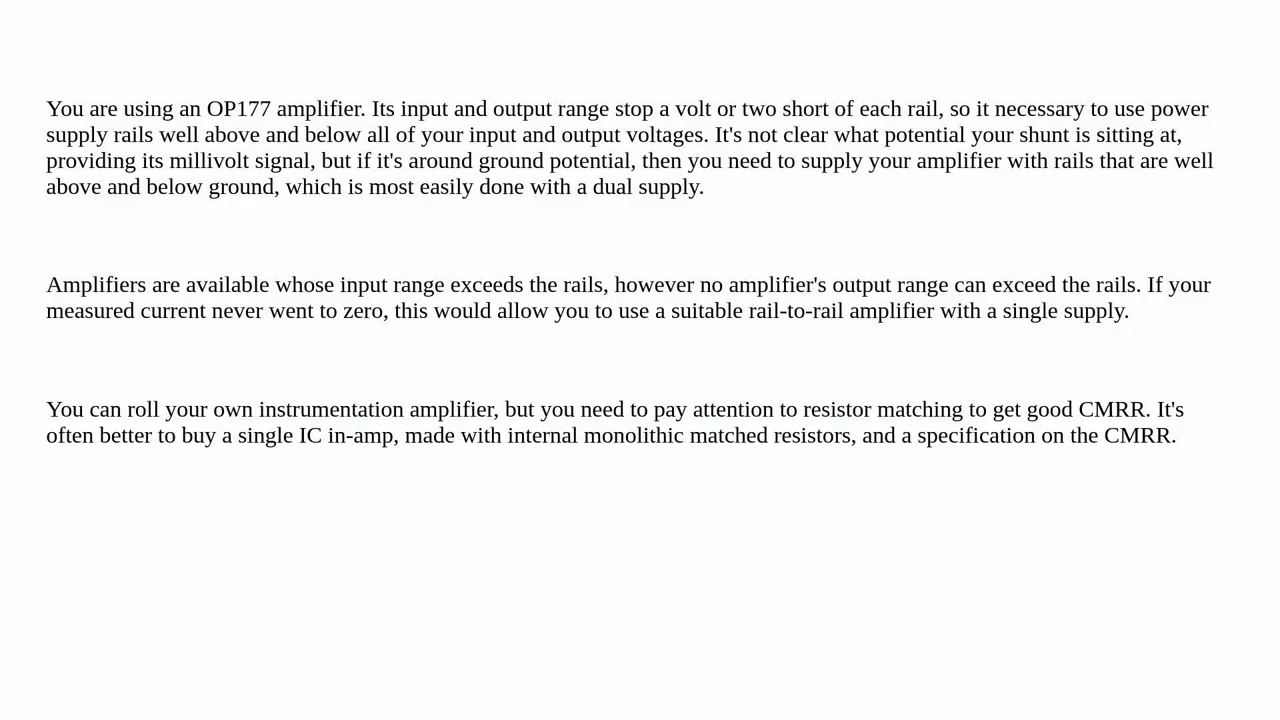 You are using an OP177 amplifier. Its input and output range stop a volt or two short of each rail, so it necessary to use power
supply rails well above and below all of your input and output voltages. It's not clear what potential your shunt is sitting at,
providing its millivolt signal, but if it's around ground potential, then you need to supply your amplifier with rails that are well
above and below ground, which is most easily done with a dual supply.
Amplifiers are available whose input range exceeds the rails, however no amplifier's output range can exceed the rails. If your
measured current never went to zero, this would allow you to use a suitable rail-to-rail amplifier with a single supply.
You can roll your own instrumentation amplifier, but you need to pay attention to resistor matching to get good CMRR. It's
often better to buy a single IC in-amp, made with internal monolithic matched resistors, and a specification on the CMRR.